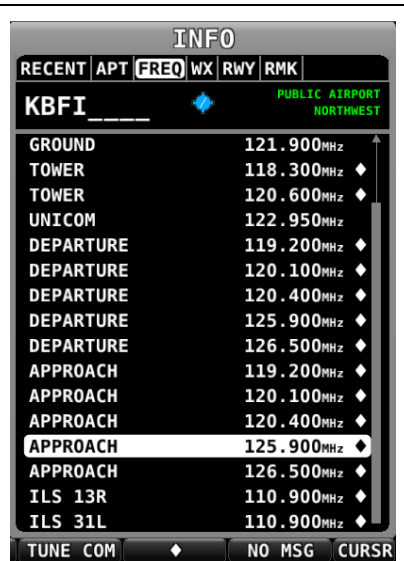 INFO
RECENT APT FREQ WX RWY RMK
KBFI____ PUBLIC AIRPORT
NORTHWEST
GROUND 121.900MHz
TOWER 118.300MHz ♦
TOWER 120.600MHz ♦
UNICOM 122.950MHz
DEPARTURE 119.200MHz ♦
DEPARTURE 120.100MHz ♦
DEPARTURE 120.400MHz ♦
DEPARTURE 125.900MHz ♦
DEPARTURE 126.500MHz ♦
APPROACH 119.200MHz ♦
APPROACH 120.100MHz ♦
APPROACH 120.400MHz ♦
APPROACH 125.900MHz ♦
APPROACH 126.500MHz ♦
ILS 13R 110.900MHz ♦
ILS 31L 110.900MHz ♦
TUNE COM ♦ NO MSG CURSR